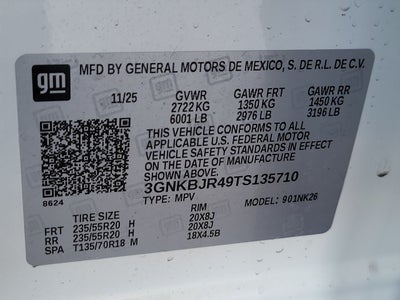 gm
MFD BY GENERAL MOTORS DE MEXICO, S. DE R.L. DE C.V.
11/25 GVWR GAWR FRT GAWR RR
2722 KG 1350 KG 1450 KG
6001 LB 2976 LB 3196 LB
THIS VEHICLE CONFORMS TO ALL
APPLICABLE U.S. FEDERAL MOTOR
VEHICLE SAFETY STANDARDS IN EFFECT
ON THE DATE OF MANUFACTURE
SHOWN ABOVE.
8624
3GNKBJR49TS135710
TYPE: MPV MODEL: 901NK26
TIRE SIZE RIM
FRT 235/55R20 H 20X8J
RR 235/55R20 H 20X8J
SPA T135/70R18 M 18X4.5B